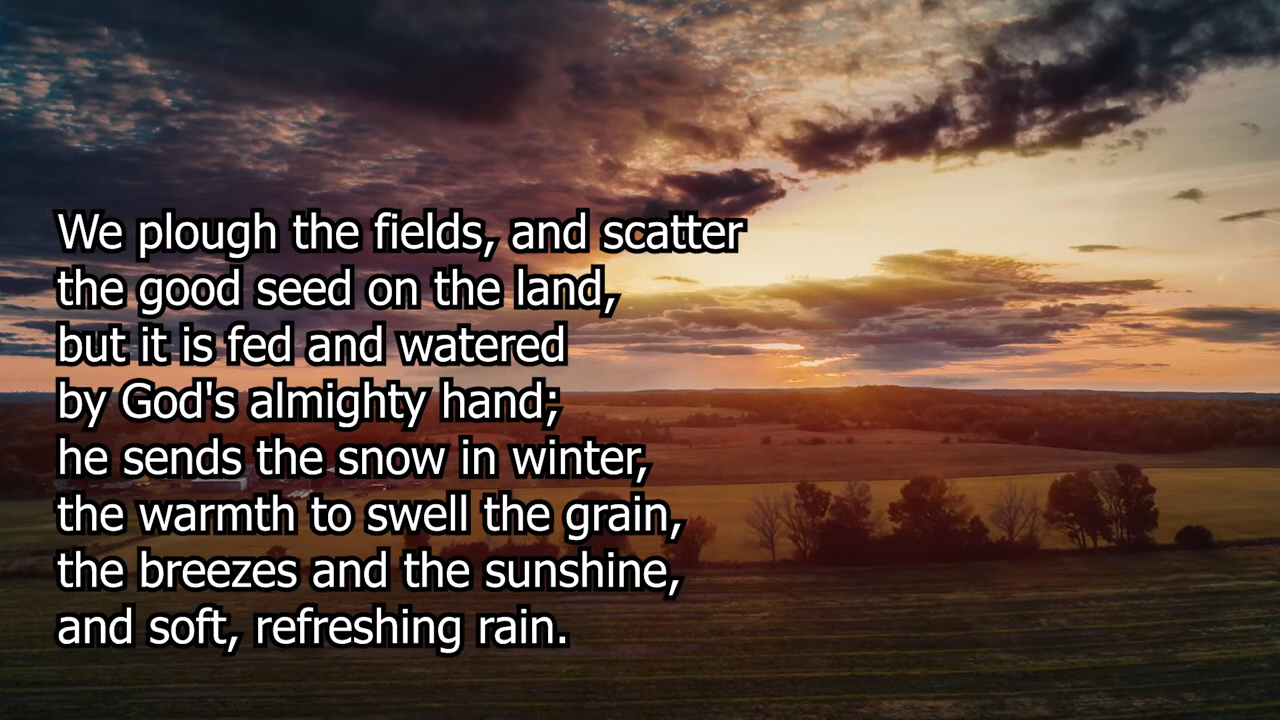 We plough the fields, and scatter
the good seed on the land,
but it is fed and watered
by God's almighty hand;
he sends the snow in winter,
the warmth to swell the grain,
the breezes and the sunshine,
and soft, refreshing rain.